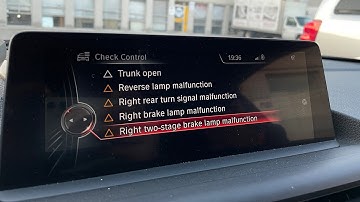 Check Control
19:36
Trunk open
Reverse lamp malfunction
Right rear turn signal malfunction
Right brake lamp malfunction
Right two-stage brake lamp malfunction